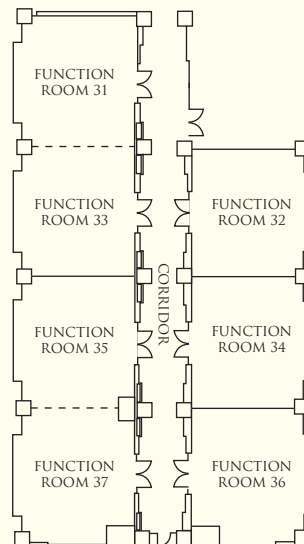 FUNCTION
ROOM 31
FUNCTION
ROOM 33
FUNCTION
ROOM 32
CORRIDOR
FUNCTION
ROOM 35
FUNCTION
ROOM 34
FUNCTION
ROOM 37
FUNCTION
ROOM 36